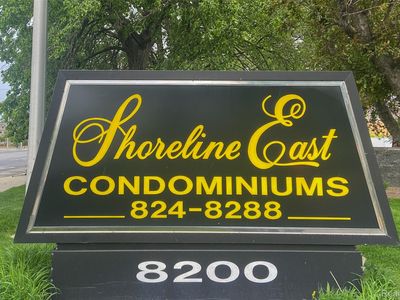 Shoreline East
CONDOMINIUMS
824-8288
8200